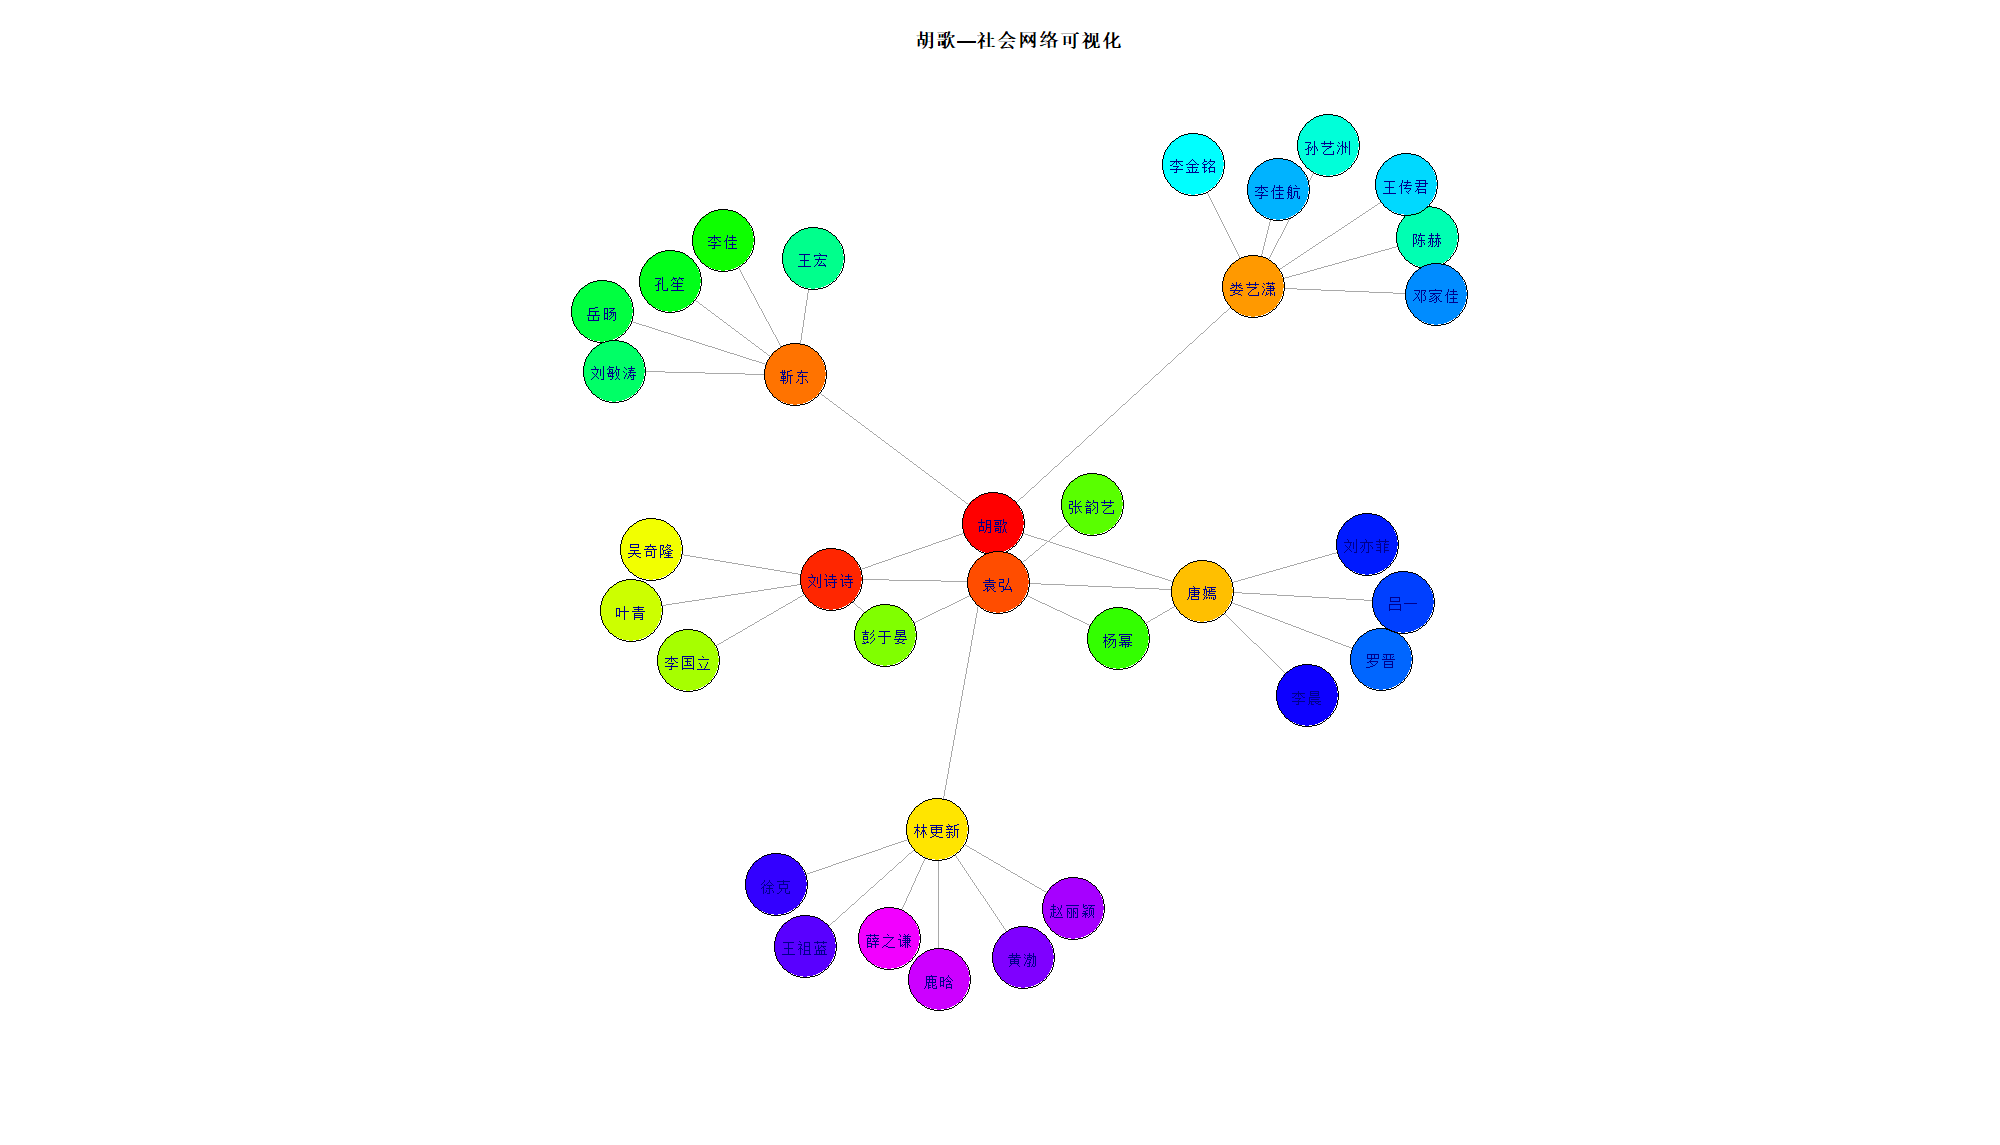 胡歌—社会网络可视化
孙艺洲
李金铭
李佳航
王传君
陈赫
李佳
王宏
孔笙
娄艺潇
邓家佳
岳旸
刘敏涛
靳东
张韵艺
胡歌
刘亦菲
吴奇隆
刘诗诗
袁弘
唐嫣
吕一
叶青
彭于晏
杨幂
李国立
罗晋
李晨
林更新
徐克
赵丽颖
王祖蓝
薛之谦
黄渤
鹿晗